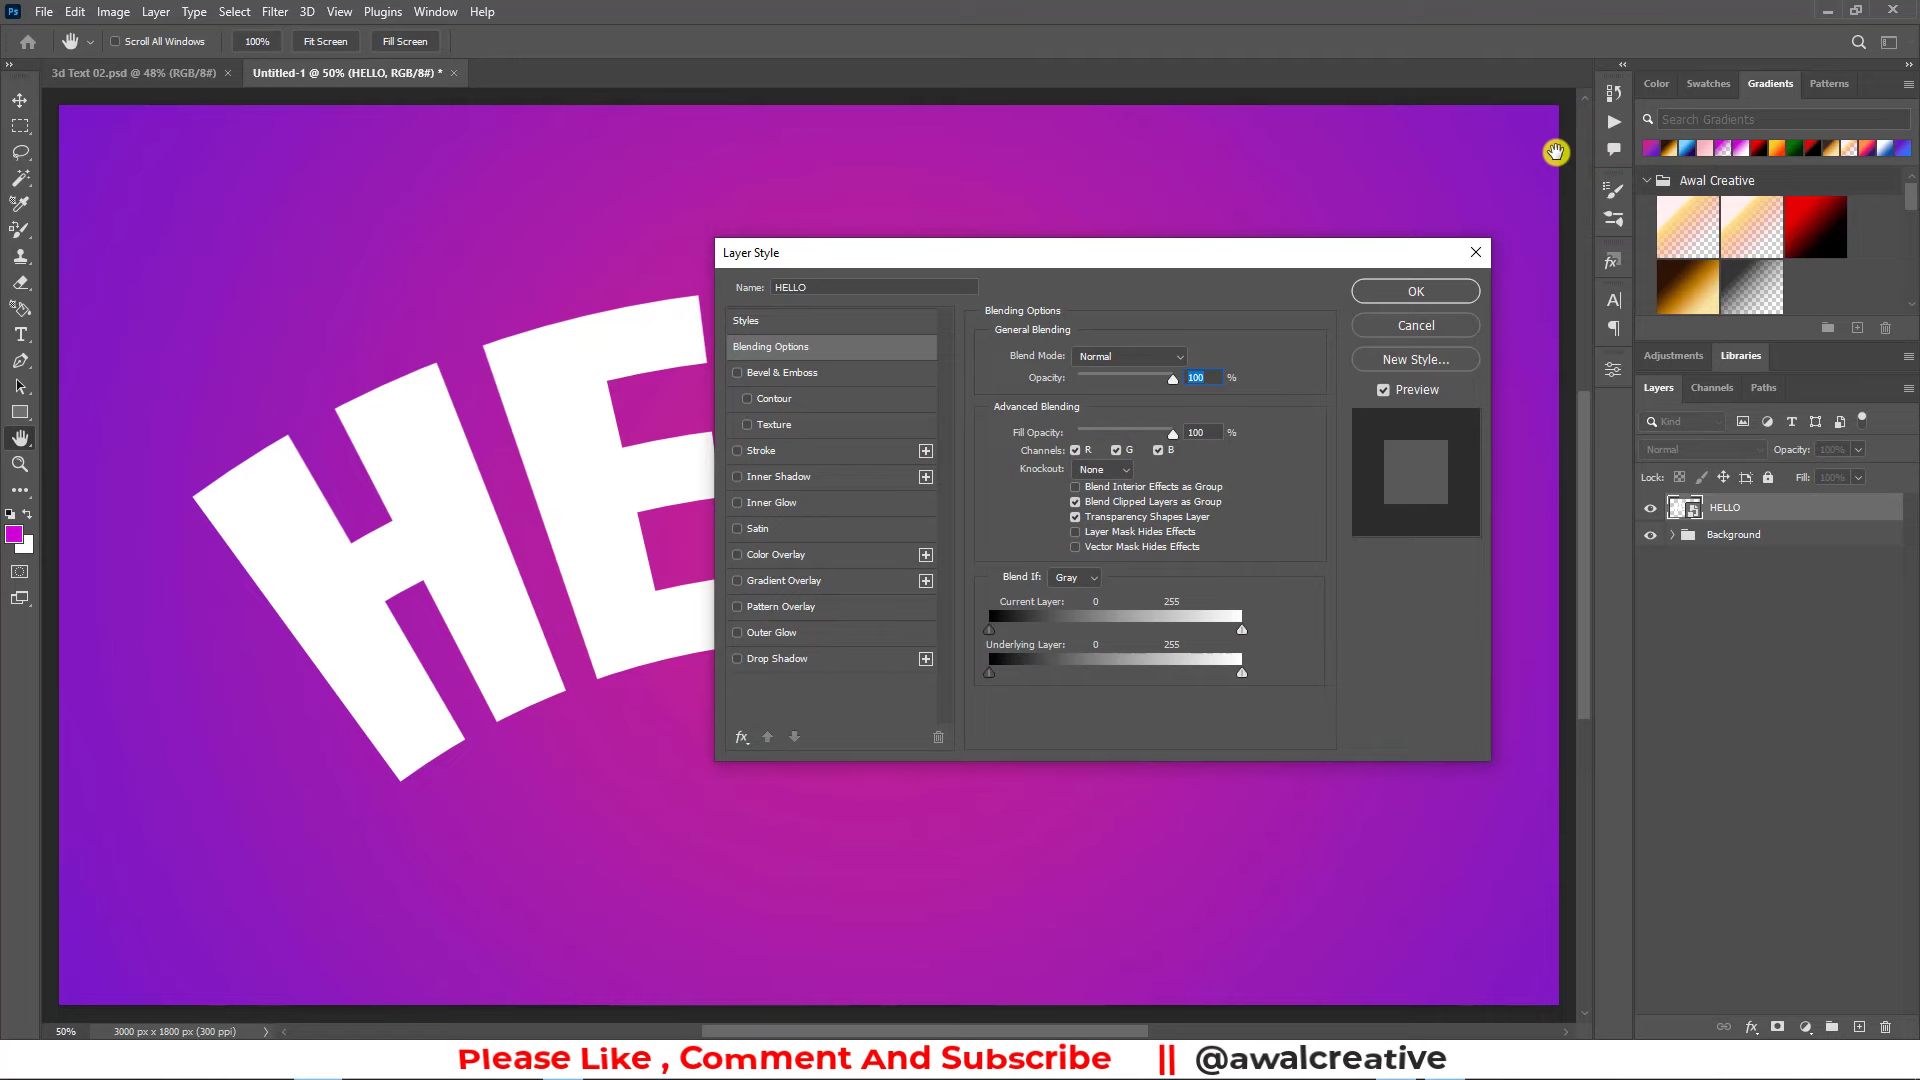 Ps File Edit Image Layer Type Select Filter 3D View Plugins Window Help
Scroll All Windows 100% Fit Screen Fill Screen
3d Text 02.psd @ 48% (RGB/8#) × Untitled-1 @ 50% (HELLO, RGB/8#) * ×
Color Swatches Gradients Patterns
Search Gradients
Awal Creative
HE
Layer Style
Name: HELLO
Styles
Blending Options
Bevel & Emboss
Contour
Texture
Stroke
Inner Shadow
Inner Glow
Satin
Color Overlay
Gradient Overlay
Pattern Overlay
Outer Glow
Drop Shadow
fx
Blending Options
General Blending
Blend Mode: Normal
Opacity: 100 %
Advanced Blending
Fill Opacity: 100 %
Channels: R G B
Knockout: None
Blend Interior Effects as Group
Blend Clipped Layers as Group
Transparency Shapes Layer
Layer Mask Hides Effects
Vector Mask Hides Effects
Blend If: Gray
Current Layer: 0 255
Underlying Layer: 0 255
OK
Cancel
New Style...
Preview
Adjustments Libraries
Layers Channels Paths
Kind
Normal Opacity: 100%
Lock: Fill: 100%
HELLO
Background
50% 3000 px x 1800 px (300 ppi)
Please Like , Comment And Subscribe || @awalcreative